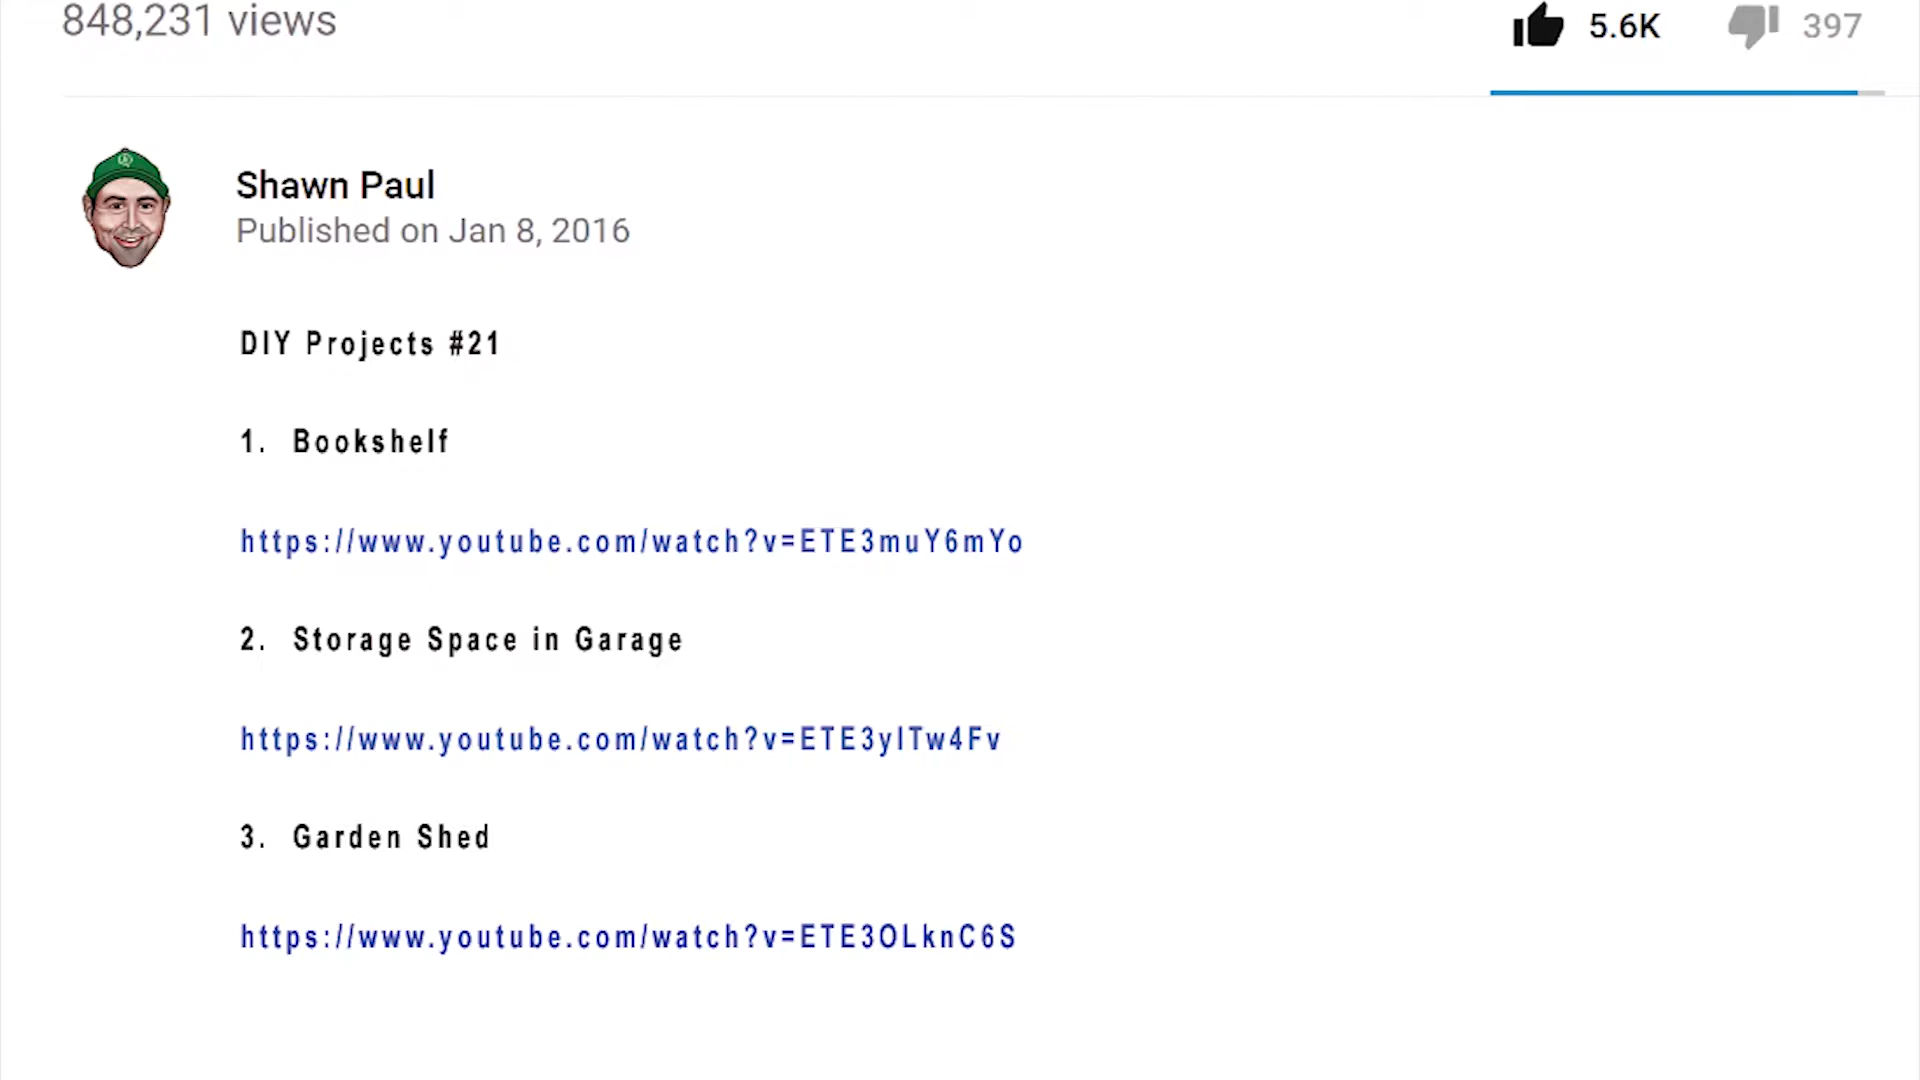 848,231 views
5.6K
397
Shawn Paul
Published on Jan 8, 2016
DIY Projects #21
1. Bookshelf
https://www.youtube.com/watch?v=ETE3muY6mYo
2. Storage Space in Garage
https://www.youtube.com/watch?v=ETE3yITw4Fv
3. Garden Shed
https://www.youtube.com/watch?v=ETE3OLknC6S